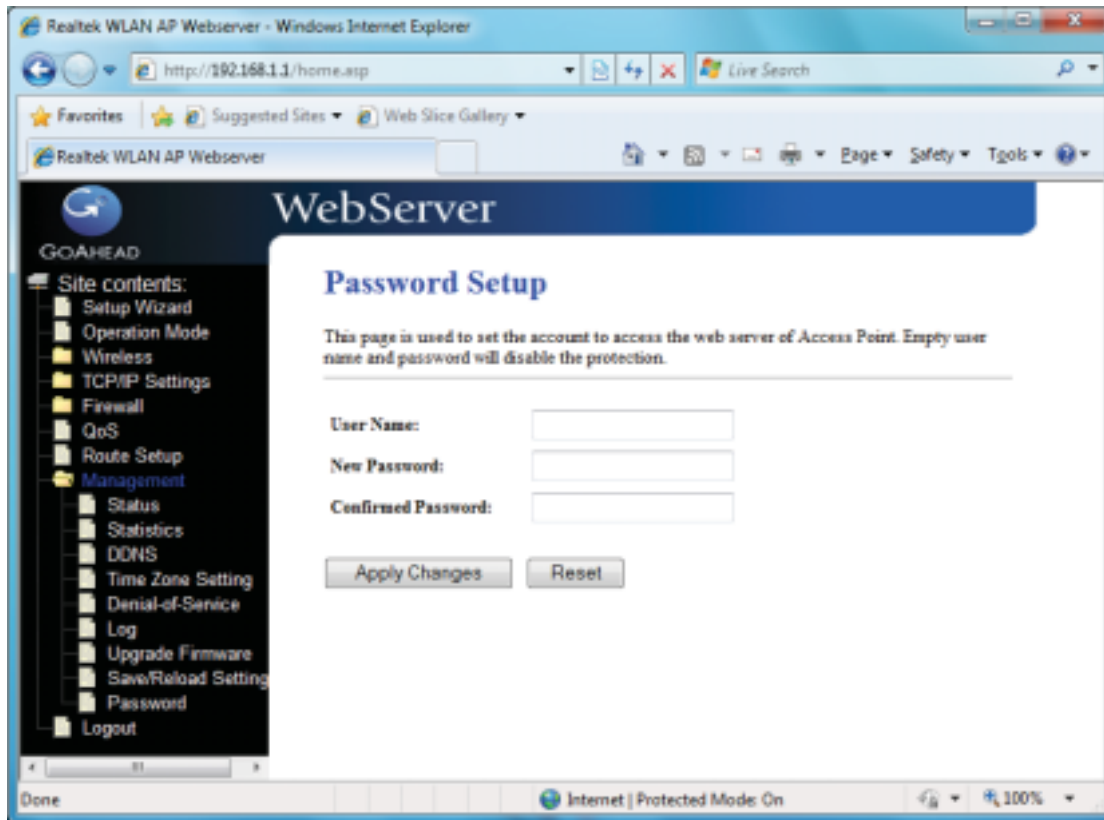 Realtek WLAN AP Webserver - Windows Internet Explorer
http://192.168.1.1/home.asp
Live Search
Favorites
Suggested Sites
Web Slice Gallery
Realtek WLAN AP Webserver
Page
Safety
Tools
GOAHEAD
WebServer
Site contents:
Setup Wizard
Operation Mode
Wireless
TCP/IP Settings
Firewall
QoS
Route Setup
Management
Status
Statistics
DDNS
Time Zone Setting
Denial-of-Service
Log
Upgrade Firmware
Save/Reload Setting
Password
Logout
Password Setup
This page is used to set the account to access the web server of Access Point. Empty user
name and password will disable the protection.
User Name:
New Password:
Confirmed Password:
Apply Changes
Reset
Done
Internet | Protected Mode: On
100%